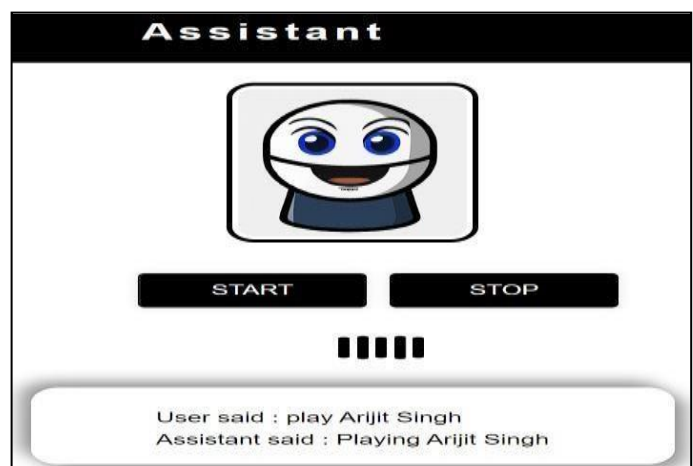 Assistant
START
STOP
User said : play Arijit Singh
Assistant said : Playing Arijit Singh